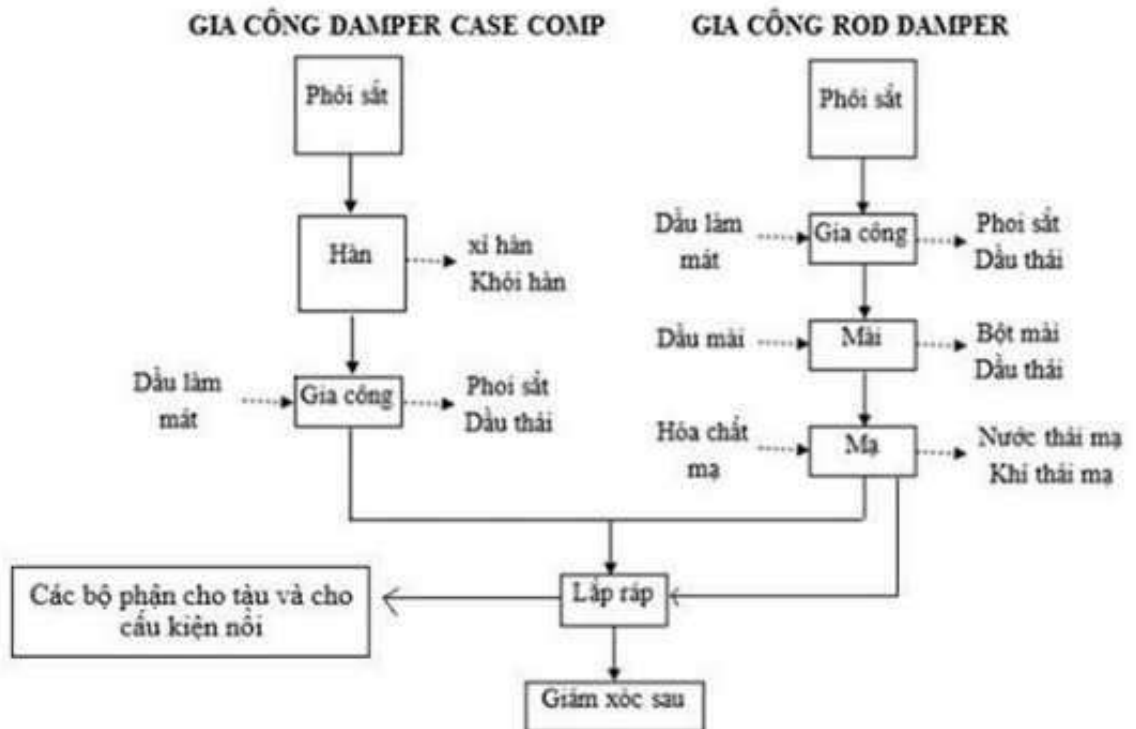 GIA CÔNG DAMPER CASE COMP
GIA CÔNG ROD DAMPER
Phôi sắt
Phôi sắt
Hàn
xỉ hàn
Khói hàn
Dầu làm
mát
Gia công
Phoi sắt
Dầu thải
Dầu mài
Mài
Bột mài
Dầu thải
Dầu làm
mát
Gia công
Phoi sắt
Dầu thải
Hóa chất
mạ
Mạ
Nước thải mạ
Khí thải mạ
Các bộ phận cho tàu và cho
cấu kiện nổi
Lắp ráp
Giảm xóc sau